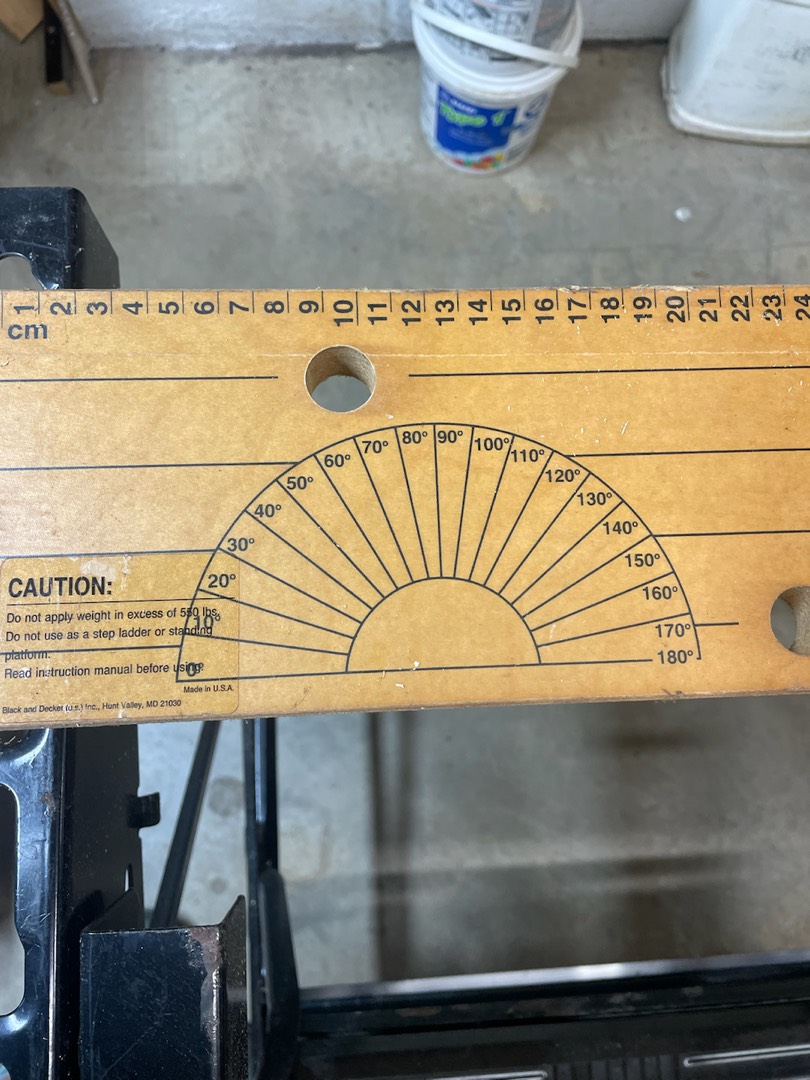 Type 1
1 2 3 4 5 6 7 8 9 10 11 12 13 14 15 16 17 18 19 20 21 22 23 24
cm
0° 10° 20° 30° 40° 50° 60° 70° 80° 90° 100° 110° 120° 130° 140° 150° 160° 170° 180°
CAUTION:
Do not apply weight in excess of 550 lbs.
Do not use as a step ladder or standing
platform.
Read instruction manual before using.
Made in U.S.A.
Black and Decker (U.S.) Inc., Hunt Valley, MD 21030